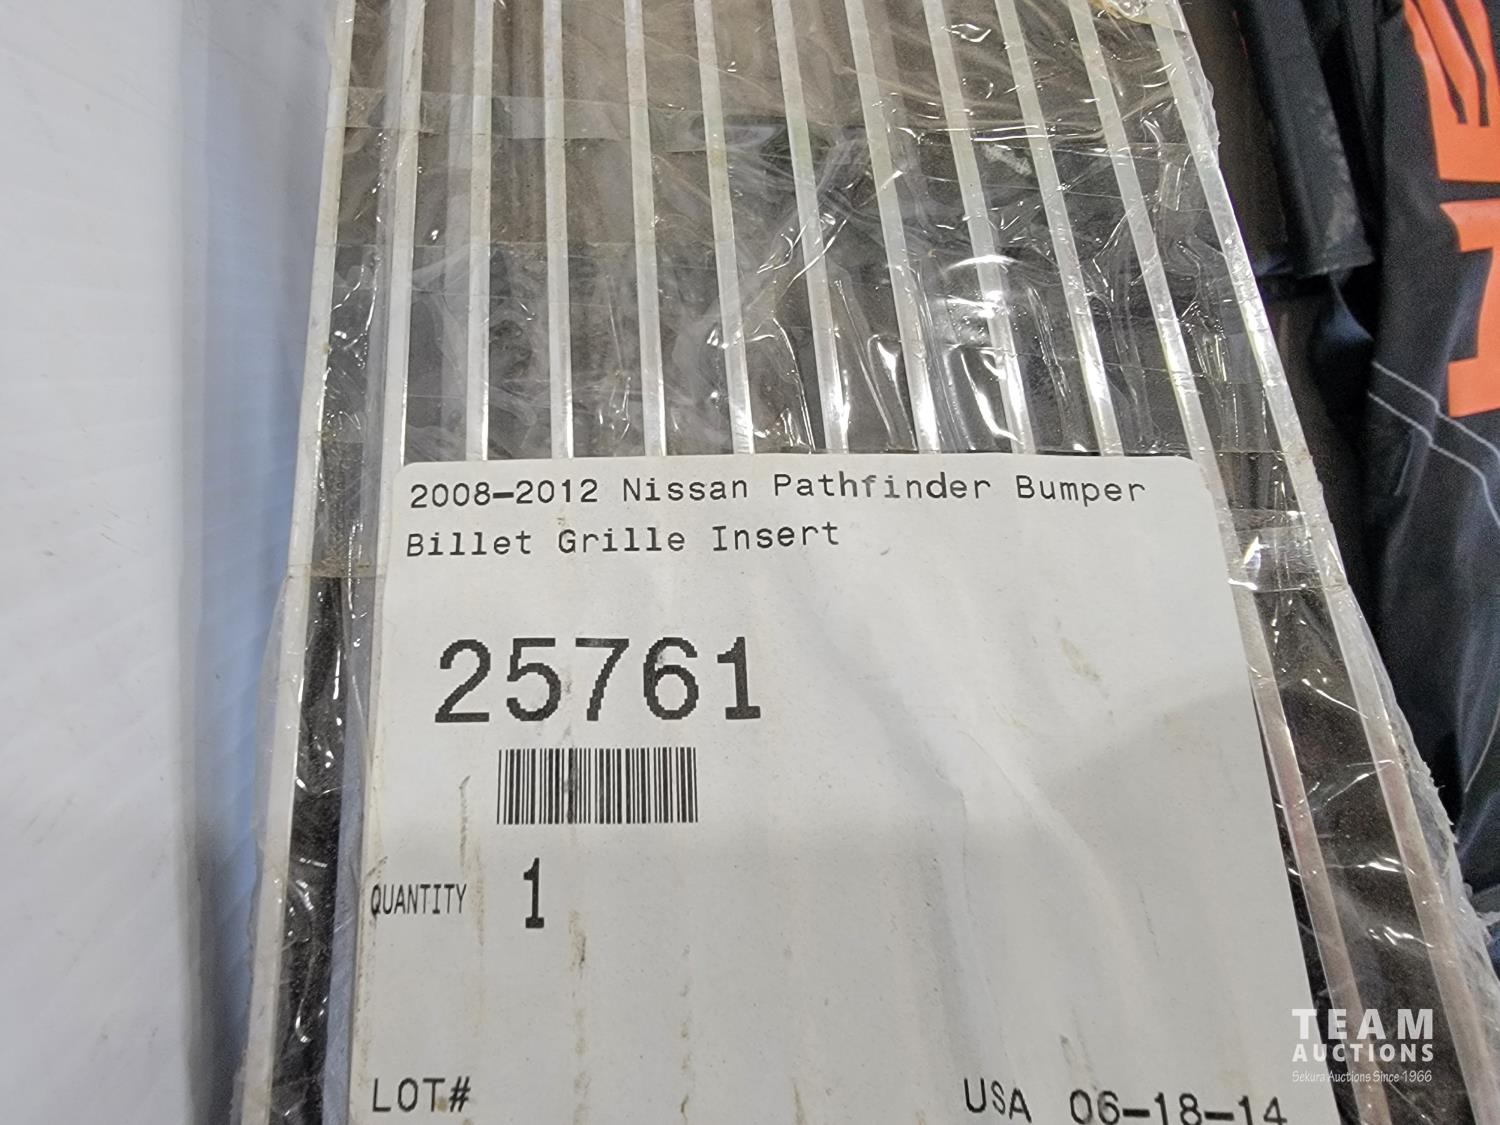 2008-2012 Nissan Pathfinder Bumper
Billet Grille Insert
25761
QUANTITY 1
LOT# USA 06-18-14
TEAM
AUCTIONS
Sekura Auctions Since 1966